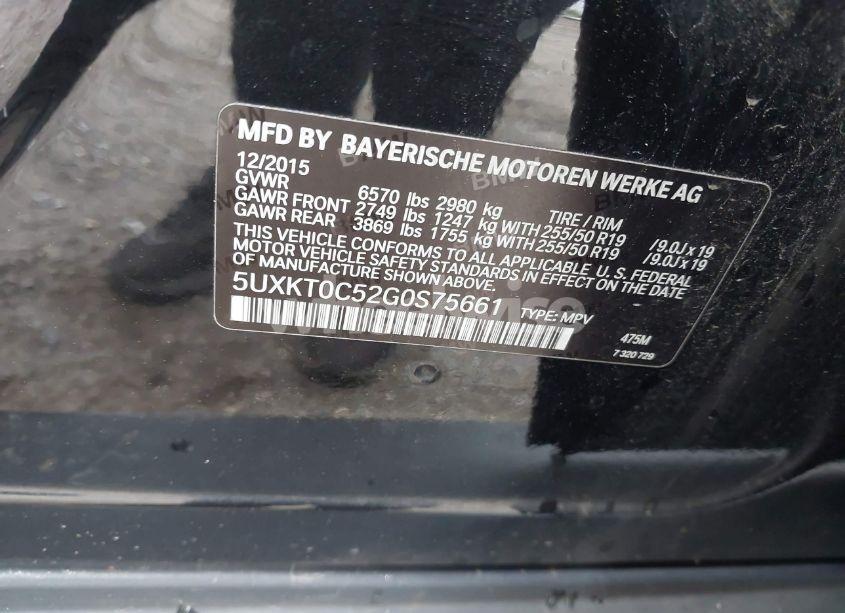 MFD BY BAYERISCHE MOTOREN WERKE AG
12/2015
GVWR 6570 lbs 2980 kg TIRE / RIM
GAWR FRONT 2749 lbs 1247 kg WITH 255/50 R19 /9.0J x 19
GAWR REAR 3869 lbs 1755 kg WITH 255/50 R19 /9.0J x 19
THIS VEHICLE CONFORMS TO ALL APPLICABLE U.S. FEDERAL
MOTOR VEHICLE SAFETY STANDARDS IN EFFECT ON THE DATE
OF MANUFACTURE SHOWN ABOVE.
5UXKT0C52G0S75661 TYPE: MPV
475M
7 320 729